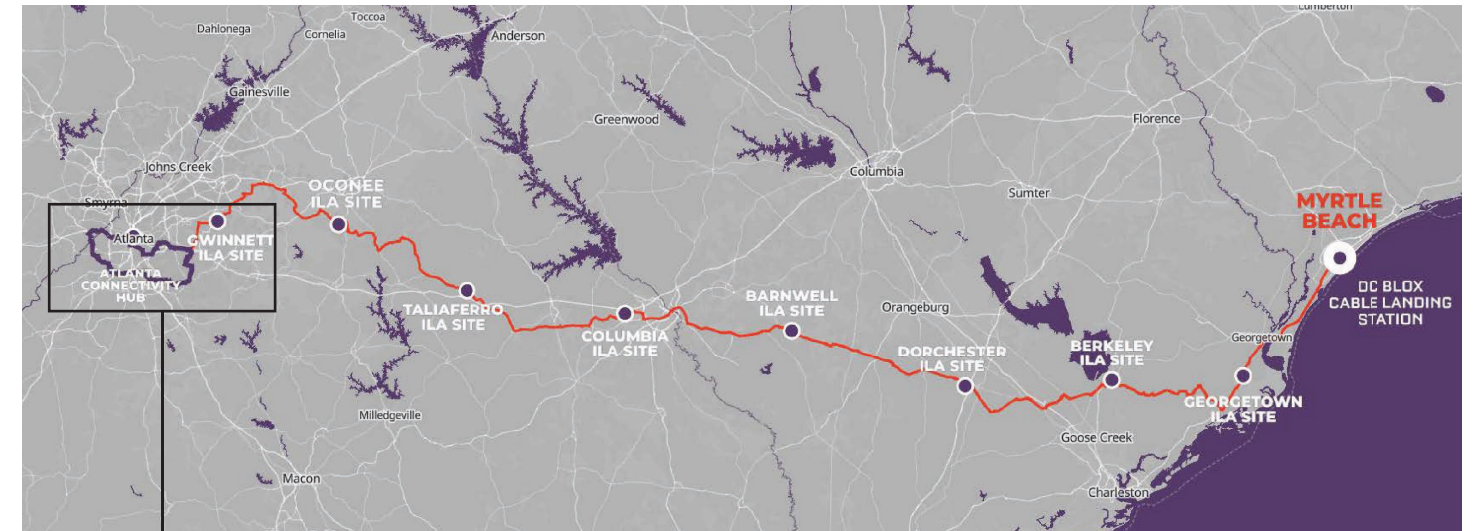 Toccoa
Lumberton
Dahlonega
Cornelia
Anderson
Gainesville
Greenwood
Florence
Johns Creek
Columbia
OCONEE
ILA SITE
Sumter
Smyrna
MYRTLE
BEACH
Atlanta
GWINNETT
ILA SITE
ATLANTA
CONNECTIVITY
HUB
DC BLOX
CABLE LANDING
STATION
TALIAFERRO
ILA SITE
BARNWELL
ILA SITE
Orangeburg
COLUMBIA
ILA SITE
Georgetown
DORCHESTER
ILA SITE
BERKELEY
ILA SITE
GEORGETOWN
ILA SITE
Milledgeville
Goose Creek
Macon
Charleston